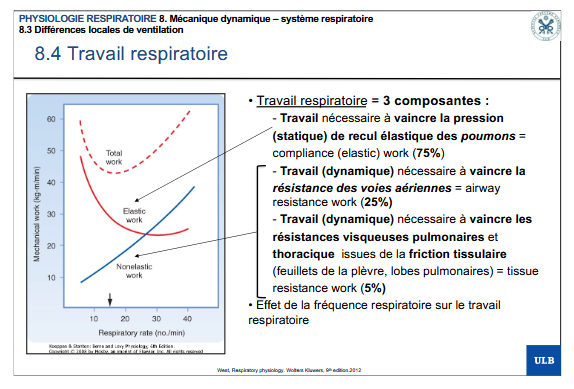 PHYSIOLOGIE RESPIRATOIRE 8. Mécanique dynamique – système respiratoire
8.3 Différences locales de ventilation
8.4 Travail respiratoire
• Travail respiratoire = 3 composantes :
- Travail nécessaire à vaincre la pression
(statique) de recul élastique des poumons =
compliance (elastic) work (75%)
- Travail (dynamique) nécessaire à vaincre la
résistance des voies aériennes = airway
resistance work (25%)
- Travail (dynamique) nécessaire à vaincre les
résistances visqueuses pulmonaires et
thoracique issues de la friction tissulaire
(feuillets de la plèvre, lobes pulmonaires) = tissue
resistance work (5%)
• Effet de la fréquence respiratoire sur le travail
respiratoire
Mechanical work (kg-m/min)
60
50
40
30
20
10
Total
work
Elastic
work
Nonelastic
work
10 20 30 40
Respiratory rate (no./min)
Koeppen & Stanton: Berne and Levy Physiology, 6th Edition.
Copyright © 2008 by Mosby, an imprint of Elsevier, Inc. All rights reserved
West, Respiratory physiology. Wolters Kluwers, 9th edition.2012
ULB